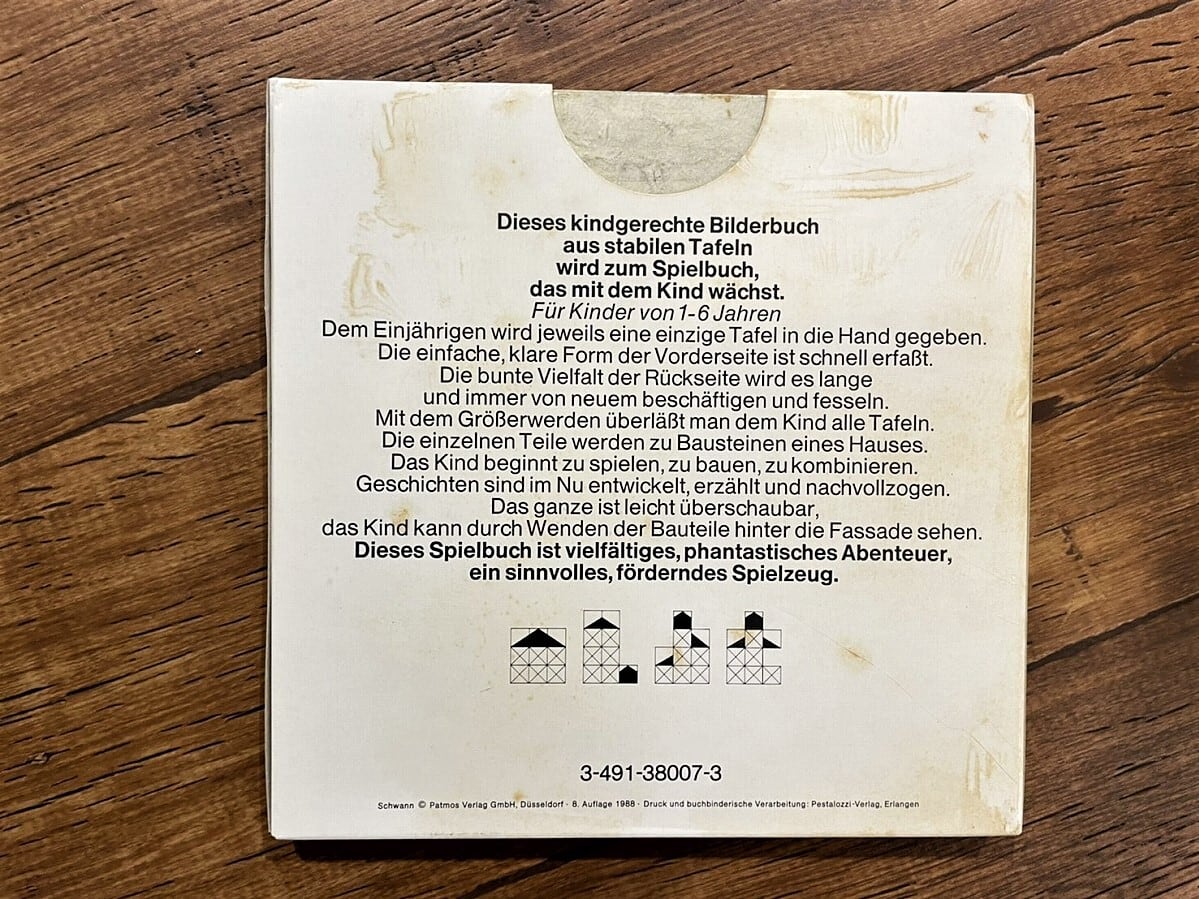 Dieses kindgerechte Bilderbuch
aus stabilen Tafeln
wird zum Spielbuch,
das mit dem Kind wächst.
Für Kinder von 1-6 Jahren
Dem Einjährigen wird jeweils eine einzige Tafel in die Hand gegeben.
Die einfache, klare Form der Vorderseite ist schnell erfaßt.
Die bunte Vielfalt der Rückseite wird es lange
und immer von neuem beschäftigen und fesseln.
Mit dem Größerwerden überläßt man dem Kind alle Tafeln.
Die einzelnen Teile werden zu Bausteinen eines Hauses.
Das Kind beginnt zu spielen, zu bauen, zu kombinieren.
Geschichten sind im Nu entwickelt, erzählt und nachvollzogen.
Das ganze ist leicht überschaubar,
das Kind kann durch Wenden der Bauteile hinter die Fassade sehen.
Dieses Spielbuch ist vielfältiges, phantastisches Abenteuer,
ein sinnvolles, förderndes Spielzeug.
3-491-38007-3
Schwann © Patmos Verlag GmbH, Düsseldorf · 8. Auflage 1988 · Druck und buchbinderische Verarbeitung: Pestalozzi-Verlag, Erlangen